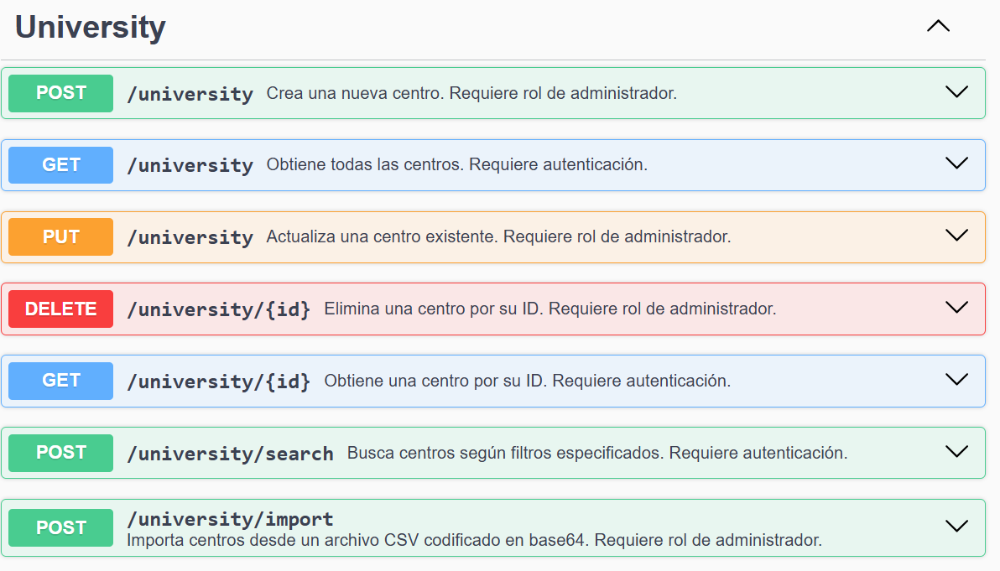 University
POST /university Crea una nueva centro. Requiere rol de administrador.
GET /university Obtiene todas las centros. Requiere autenticación.
PUT /university Actualiza una centro existente. Requiere rol de administrador.
DELETE /university/{id} Elimina una centro por su ID. Requiere rol de administrador.
GET /university/{id} Obtiene una centro por su ID. Requiere autenticación.
POST /university/search Busca centros según filtros especificados. Requiere autenticación.
POST /university/import
Importa centros desde un archivo CSV codificado en base64. Requiere rol de administrador.